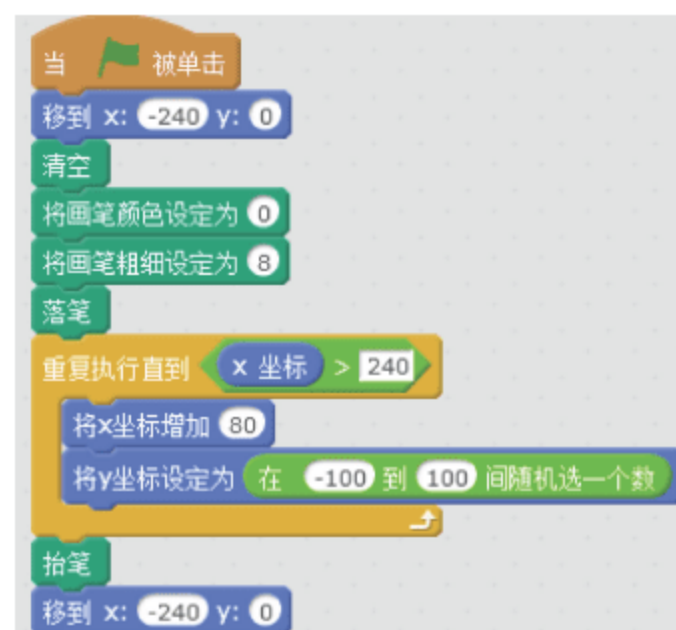 当 被单击
移到 x: -240 y: 0
清空
将画笔颜色设定为 0
将画笔粗细设定为 8
落笔
重复执行直到 x 坐标 > 240
将x坐标增加 80
将y坐标设定为 在 -100 到 100 间随机选一个数
抬笔
移到 x: -240 y: 0